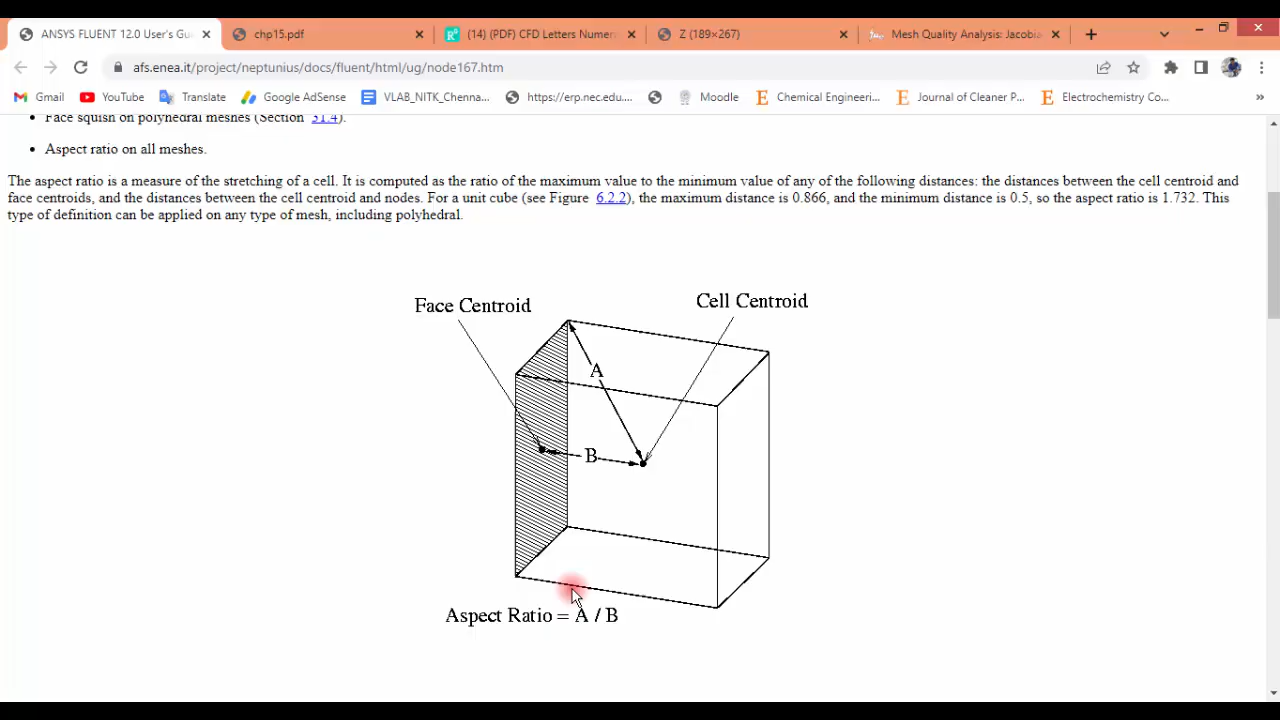 ANSYS FLUENT 12.0 User's Gu
chp15.pdf
(14) (PDF) CFD Letters Numer
Z (189×267)
Mesh Quality Analysis: Jacobia
afs.enea.it/project/neptunius/docs/fluent/html/ug/node167.htm
Gmail
YouTube
Translate
Google AdSense
VLAB_NITK_Chenna...
https://erp.nec.edu....
Moodle
Chemical Engineeri...
Journal of Cleaner P...
Electrochemistry Co...
»
• Face squish on polyhedral meshes (Section 31.4).
• Aspect ratio on all meshes.
The aspect ratio is a measure of the stretching of a cell. It is computed as the ratio of the maximum value to the minimum value of any of the following distances: the distances between the cell centroid and
face centroids, and the distances between the cell centroid and nodes. For a unit cube (see Figure 6.2.2), the maximum distance is 0.866, and the minimum distance is 0.5, so the aspect ratio is 1.732. This
type of definition can be applied on any type of mesh, including polyhedral.
Face Centroid
Cell Centroid
A
B
Aspect Ratio = A / B